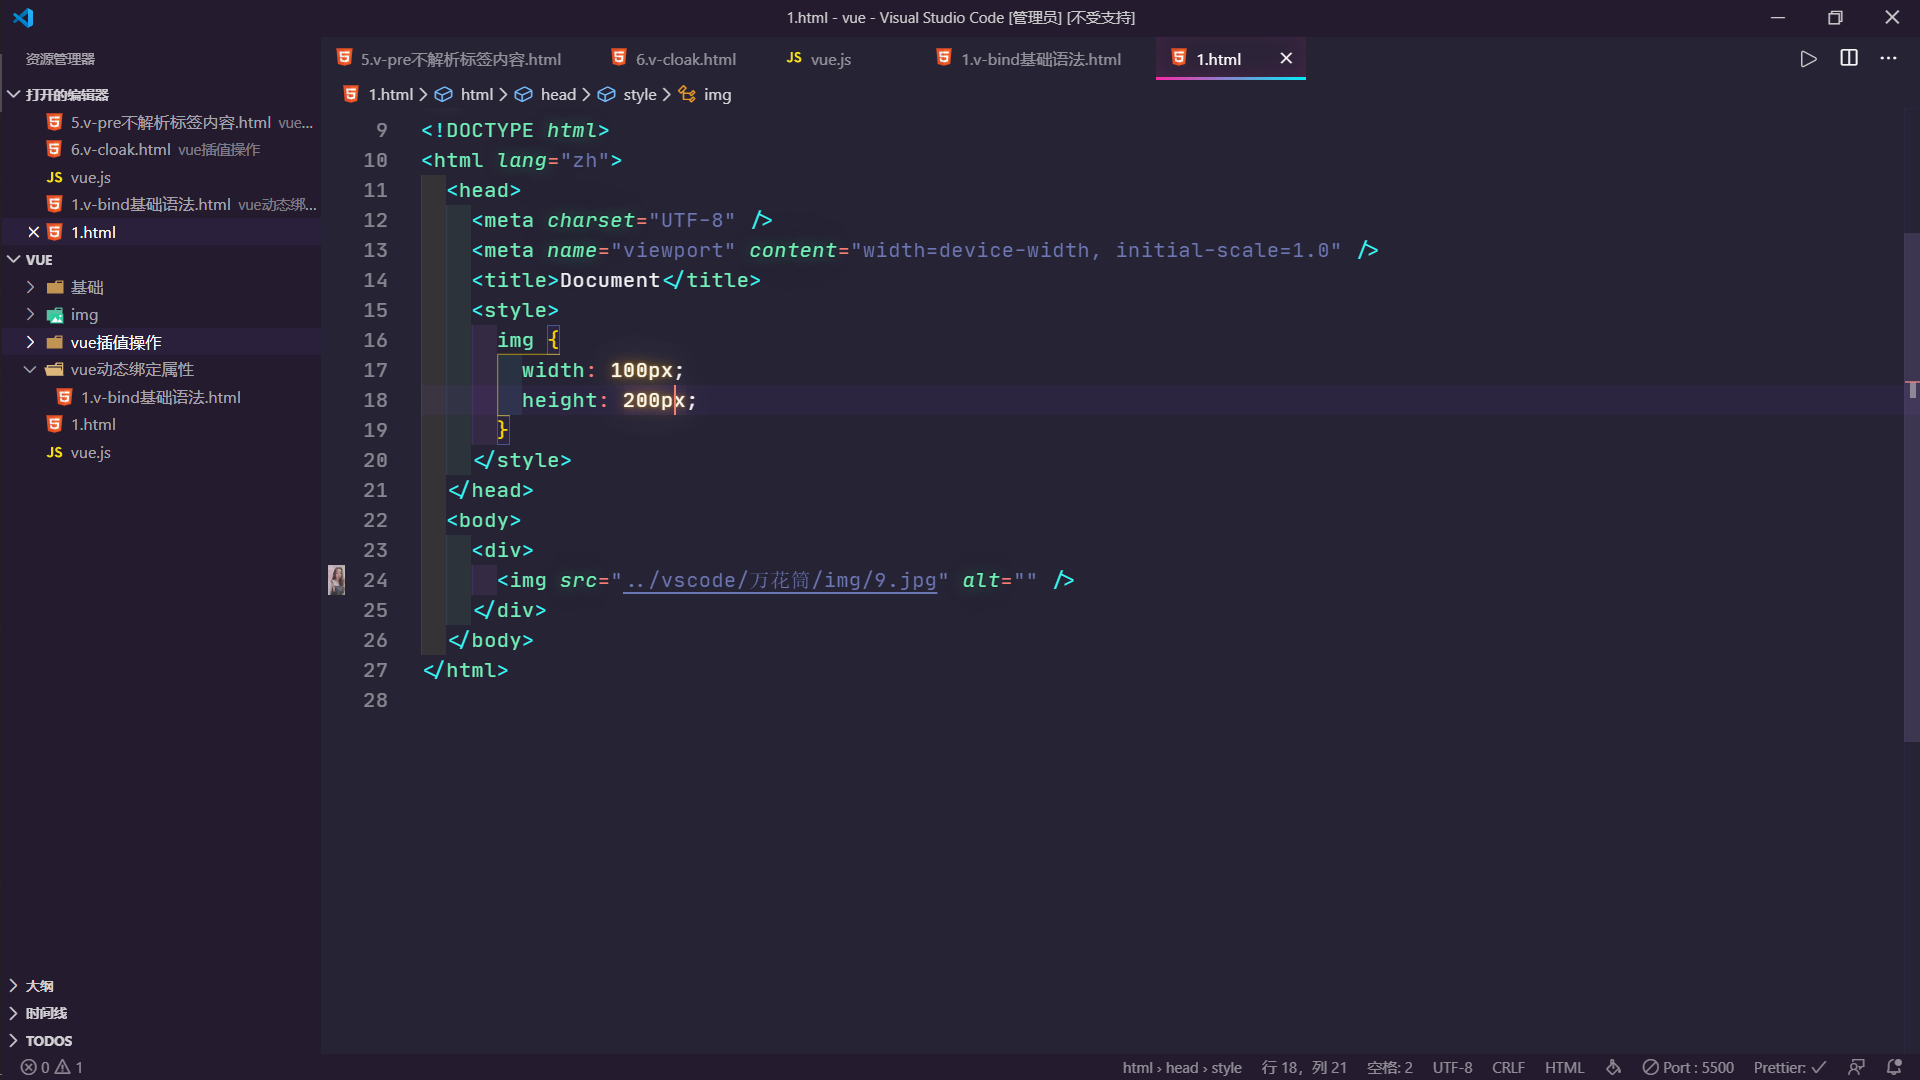 1.html - vue - Visual Studio Code [管理员] [不受支持]
资源管理器
打开的编辑器
5.v-pre不解析标签内容.html vue...
6.v-cloak.html vue插值操作
JS vue.js
1.v-bind基础语法.html vue动态绑...
1.html
VUE
基础
img
vue插值操作
vue动态绑定属性
1.v-bind基础语法.html
1.html
JS vue.js
大纲
时间线
TODOS
5.v-pre不解析标签内容.html
6.v-cloak.html
JS vue.js
1.v-bind基础语法.html
1.html
1.html > html > head > style > img
9 <!DOCTYPE html>
10 <html lang="zh">
11 <head>
12 <meta charset="UTF-8" />
13 <meta name="viewport" content="width=device-width, initial-scale=1.0" />
14 <title>Document</title>
15 <style>
16 img {
17 width: 100px;
18 height: 200px;
19 }
20 </style>
21 </head>
22 <body>
23 <div>
24 <img src="../vscode/万花筒/img/9.jpg" alt="" />
25 </div>
26 </body>
27 </html>
28
0 1
html › head › style
行 18，列 21
空格: 2
UTF-8
CRLF
HTML
Port : 5500
Prettier: ✓